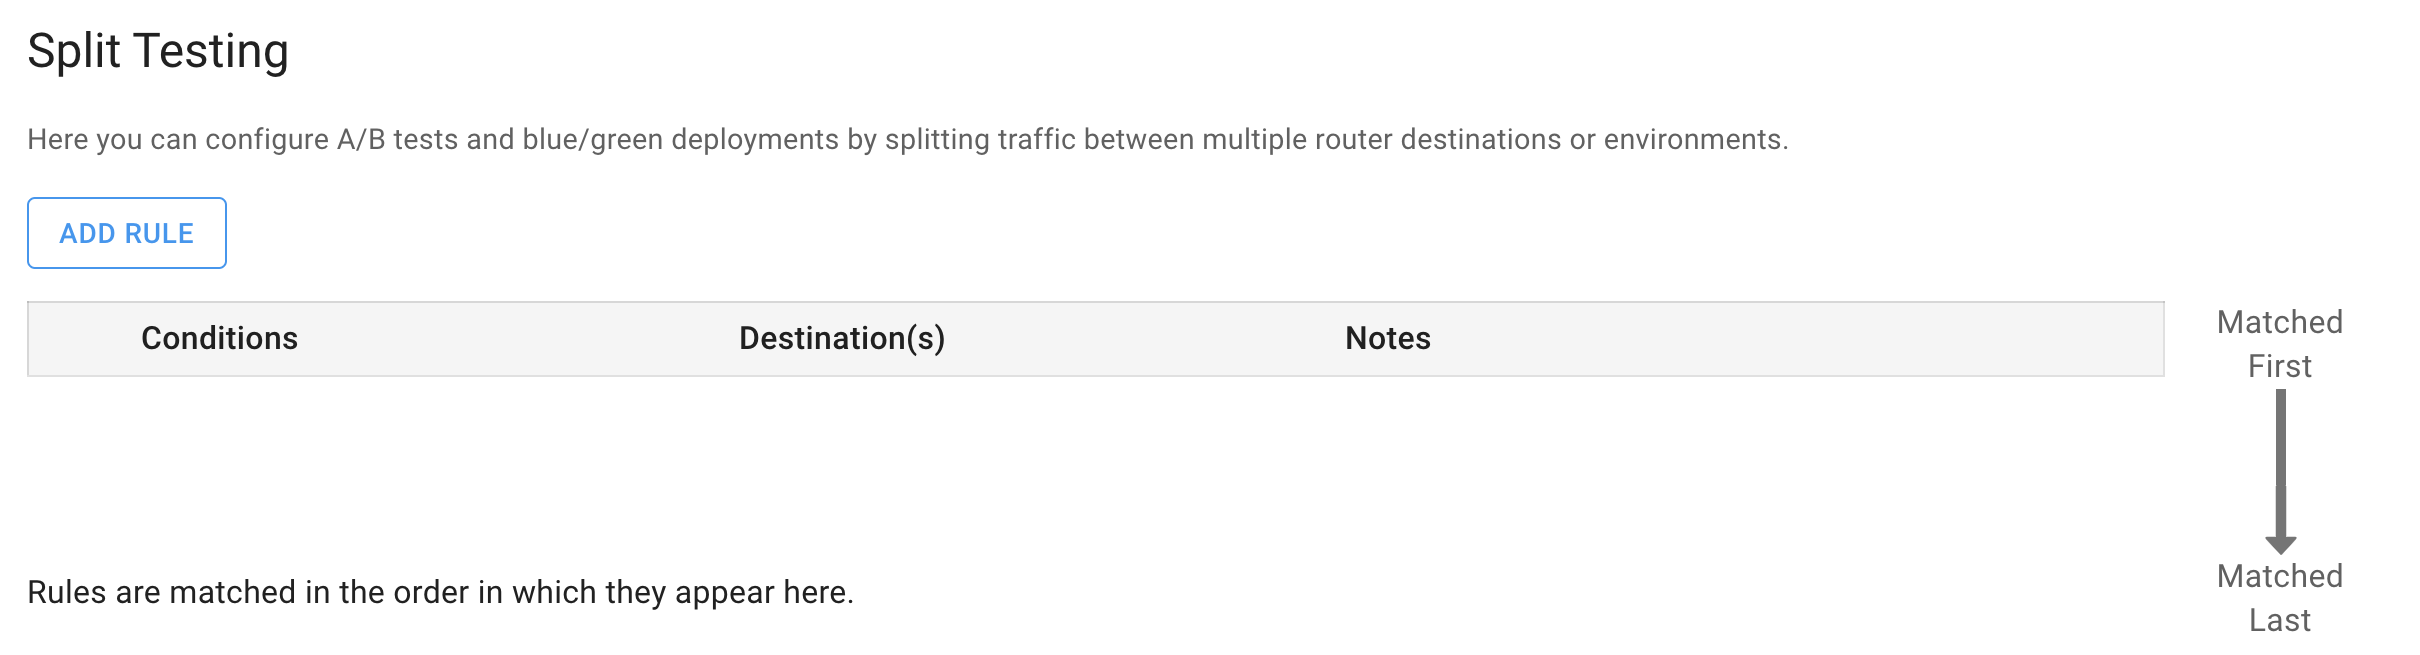 Split Testing
Here you can configure A/B tests and blue/green deployments by splitting traffic between multiple router destinations or environments.
ADD RULE
Conditions Destination(s) Notes
Matched
First
Matched
Last
Rules are matched in the order in which they appear here.